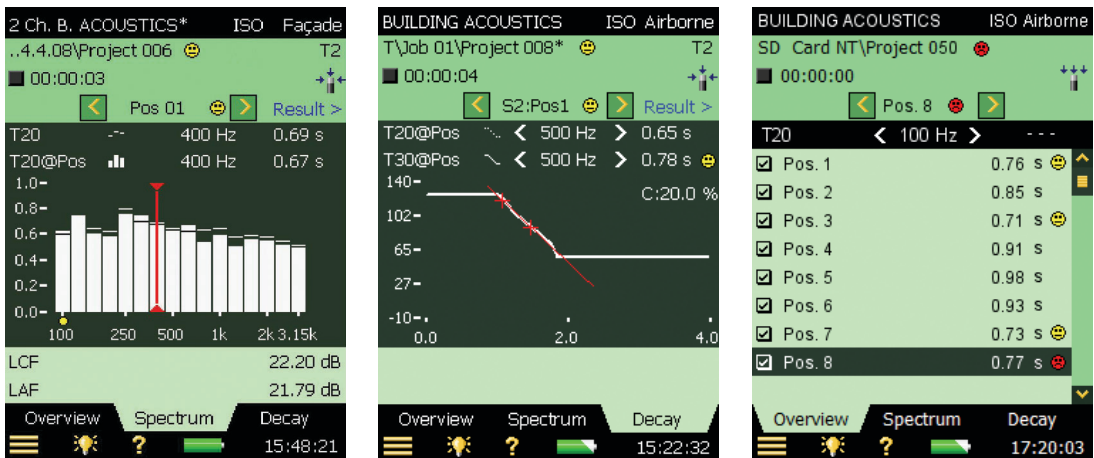 2 Ch. B. ACOUSTICS* ISO Façade
..4.4.08\Project 006 T2
00:00:03
< Pos 01 > Result >
T20 400 Hz 0.69 s
T20@Pos 400 Hz 0.67 s
1.0-
0.8-
0.6-
0.4-
0.2-
0.0-
100 250 500 1k 2k 3.15k
LCF 22.20 dB
LAF 21.79 dB
Overview Spectrum Decay
? 15:48:21
BUILDING ACOUSTICS ISO Airborne
T\Job 01\Project 008* T2
00:00:04
< S2:Pos1 > Result >
T20@Pos < 500 Hz > 0.65 s
T30@Pos < 500 Hz > 0.78 s
140-
C:20.0 %
102-
65-
27-
-10-
0.0 2.0 4.0
Overview Spectrum Decay
? 15:22:32
BUILDING ACOUSTICS ISO Airborne
SD Card NT\Project 050
00:00:00
< Pos. 8 >
T20 < 100 Hz > ---
Pos. 1 0.76 s
Pos. 2 0.85 s
Pos. 3 0.71 s
Pos. 4 0.91 s
Pos. 5 0.98 s
Pos. 6 0.93 s
Pos. 7 0.73 s
Pos. 8 0.77 s
Overview Spectrum Decay
? 17:20:03